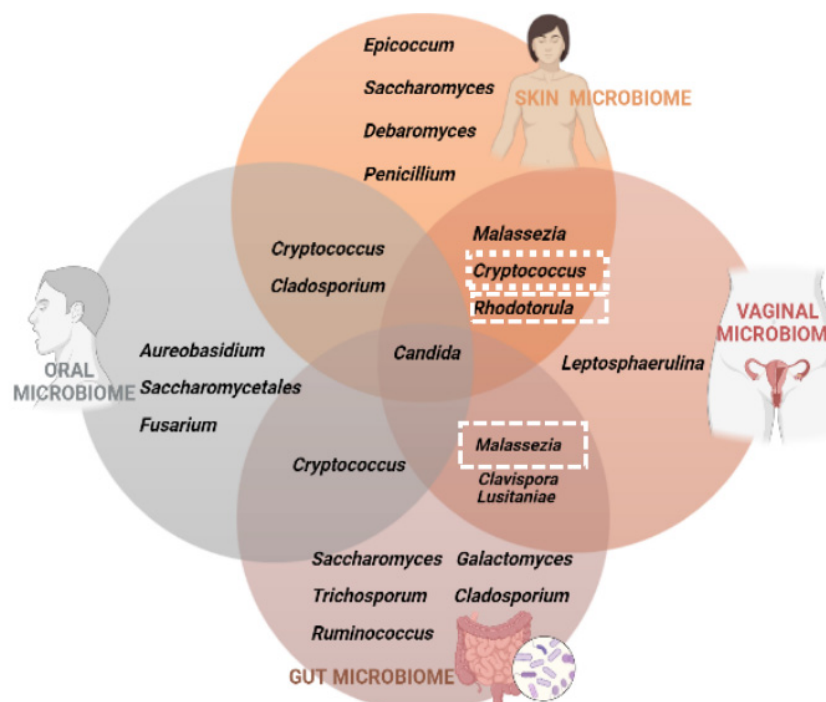 Epicoccum
Saccharomyces
SKIN MICROBIOME
Debaromyces
Penicillium
Cryptococcus
Cladosporium
Malassezia
Cryptococcus
Rhodotorula
ORAL
MICROBIOME
Aureobasidium
Saccharomycetales
Fusarium
Candida
Leptosphaerulina
VAGINAL
MICROBIOM
Cryptococcus
Malassezia
Clavispora
Lusitaniae
Saccharomyces Galactomyces
Trichosporum Cladosporium
Ruminococcus
GUT MICROBIOME